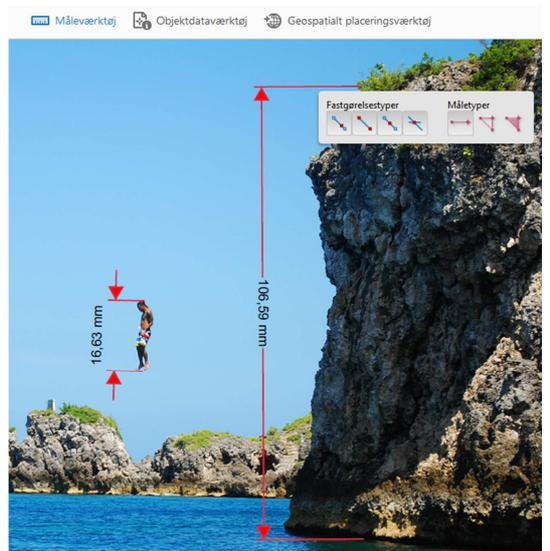 Måleværktøj Objektdataværktøj Geospatialt placeringsværktøj
Fastgørelsestyper Måletyper
106,59 mm
16,63 mm